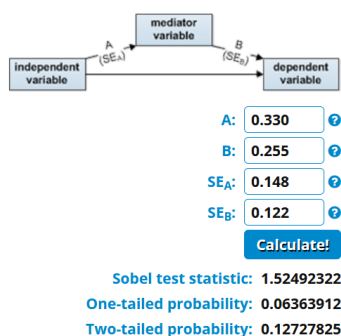 mediator
variable
A
(SEA)
B
(SEB)
independent
variable
dependent
variable
A: 0.330 ?
B: 0.255 ?
SEA: 0.148 ?
SEB: 0.122 ?
Calculate!
Sobel test statistic: 1.52492322
One-tailed probability: 0.06363912
Two-tailed probability: 0.12727825